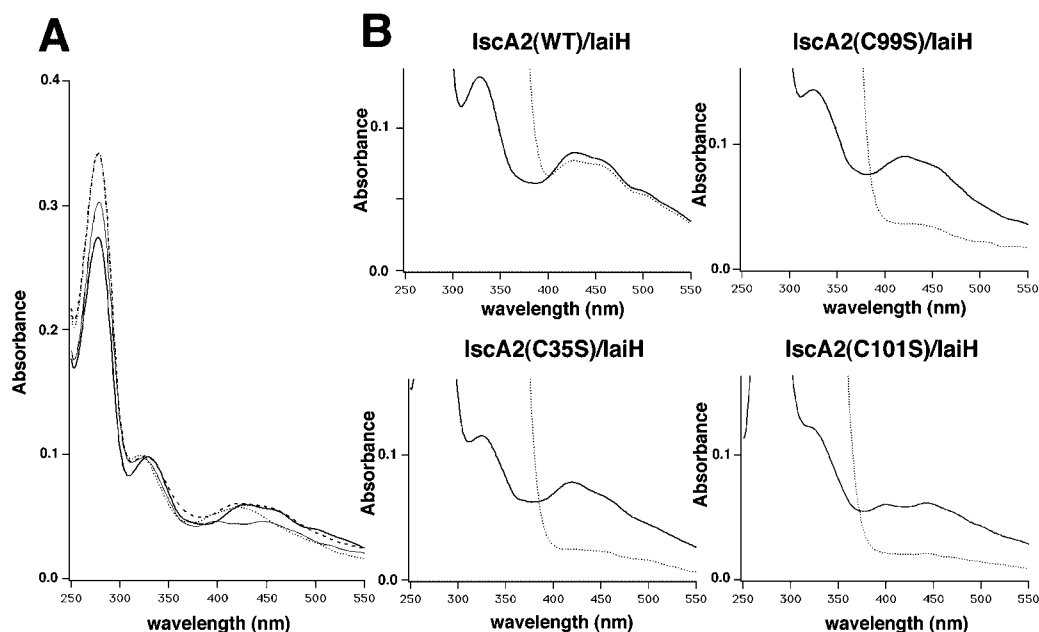 A
0.4
0.3
0.2
0.1
0.0
Absorbance
250 300 350 400 450 500 550
wavelength (nm)
B
IscA2(WT)/IaiH
0.1
0.0
Absorbance
250 300 350 400 450 500 550
wavelength (nm)
IscA2(C99S)/IaiH
0.1
0.0
Absorbance
250 300 350 400 450 500 550
wavelength (nm)
IscA2(C35S)/IaiH
0.1
0.0
Absorbance
250 300 350 400 450 500 550
wavelength (nm)
IscA2(C101S)/IaiH
0.1
0.0
Absorbance
250 300 350 400 450 500 550
wavelength (nm)